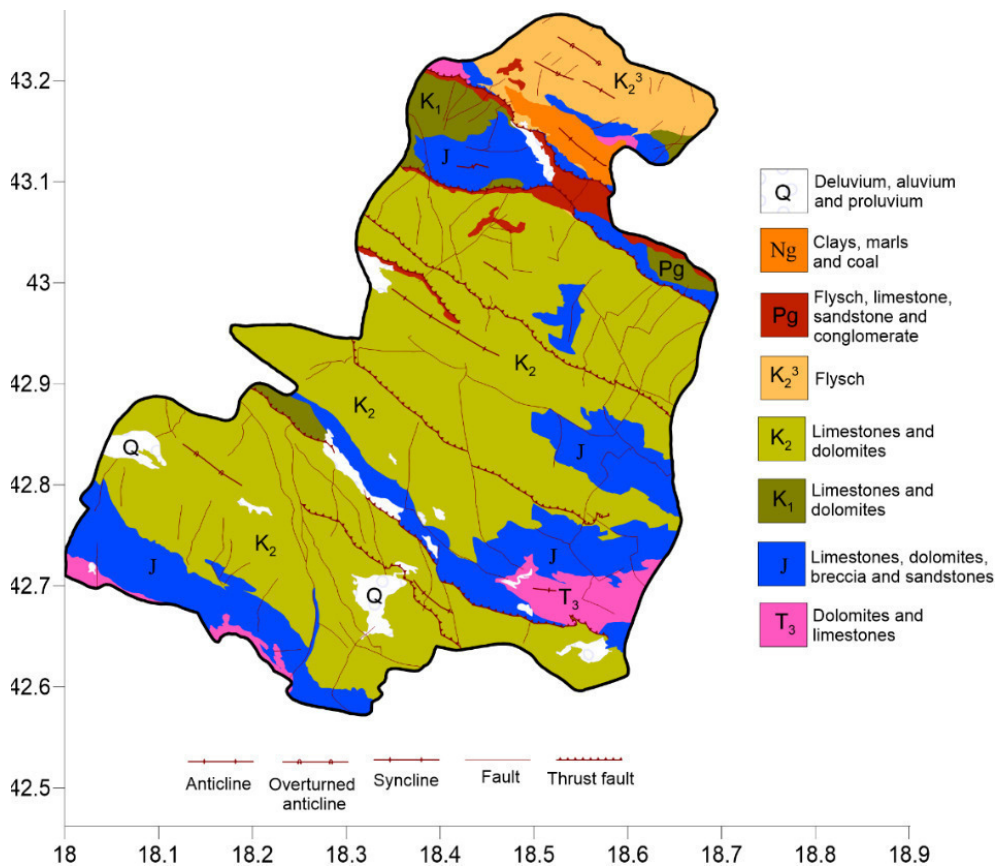 43.2
43.1
43
42.9
42.8
42.7
42.6
42.5
18
18.1
18.2
18.3
18.4
18.5
18.6
18.7
18.8
18.9
K₂³
K₁
J
Pg
K₂
K₂
J
Q
K₂
J
Q
T₃
Q
Deluvium, aluvium
and proluvium
Ng
Clays, marls
and coal
Pg
Flysch, limestone,
sandstone and
conglomerate
K₂³
Flysch
K₂
Limestones and
dolomites
K₁
Limestones and
dolomites
J
Limestones, dolomites,
breccia and sandstones
T₃
Dolomites and
limestones
Anticline
Overturned
anticline
Syncline
Fault
Thrust fault